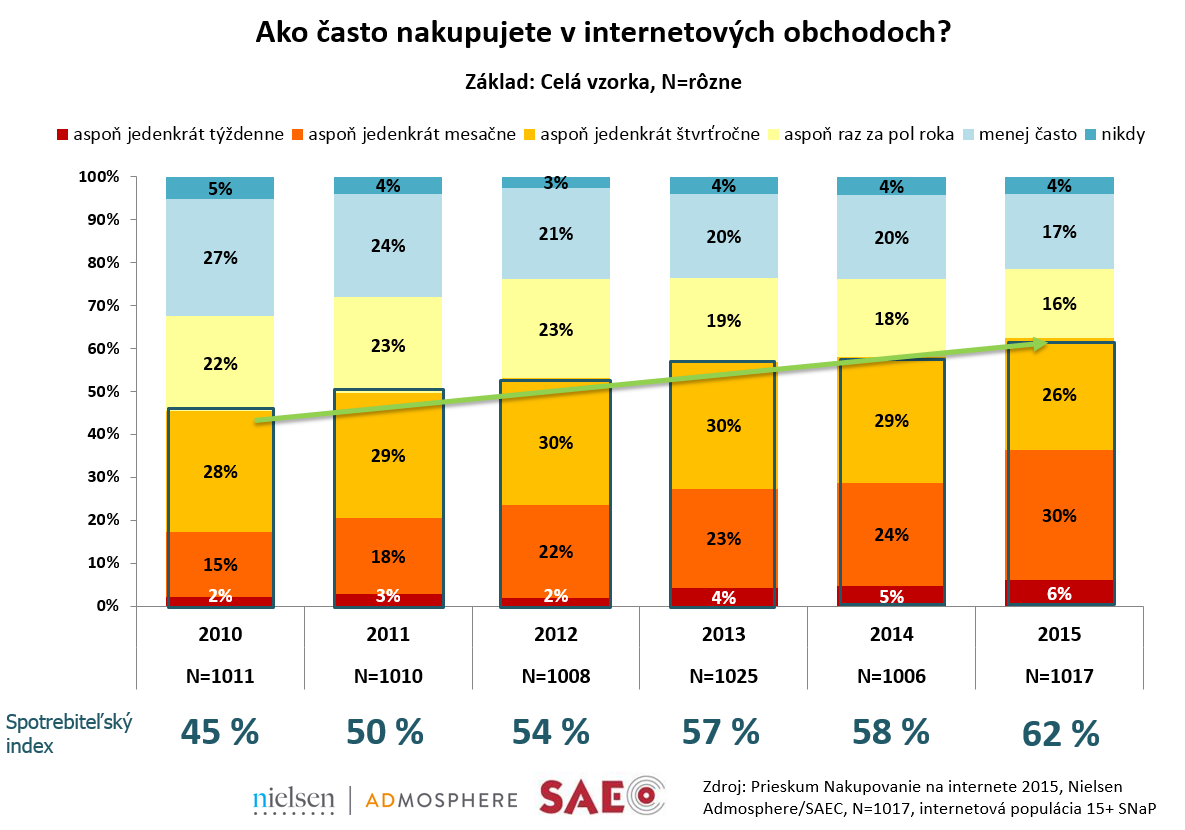 Ako často nakupujete v internetových obchodoch?
Základ: Celá vzorka, N=rôzne
aspoň jedenkrát týždenne aspoň jedenkrát mesačne aspoň jedenkrát štvrťročne aspoň raz za pol roka menej často nikdy
100%
90%
80%
70%
60%
50%
40%
30%
20%
10%
0%
5% 4% 3% 4% 4% 4%
27% 24% 21% 20% 20% 17%
22% 23% 23% 19% 18% 16%
28% 29% 30% 30% 29% 26%
15% 18% 22% 23% 24% 30%
2% 3% 2% 4% 5% 6%
2010 2011 2012 2013 2014 2015
N=1011 N=1010 N=1008 N=1025 N=1006 N=1017
Spotrebiteľský
index
45 % 50 % 54 % 57 % 58 % 62 %
nielsen ADMOSPHERE SAEC
Zdroj: Prieskum Nakupovanie na internete 2015, Nielsen
Admosphere/SAEC, N=1017, internetová populácia 15+ SNaP